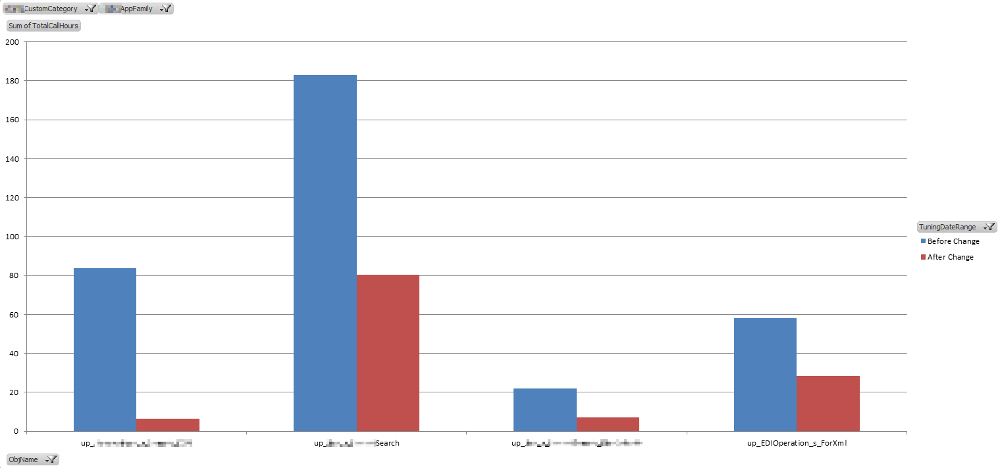 CustomCategory AppFamily
Sum of TotalCallHours
200
180
160
140
120
100
80
60
40
20
0
TuningDateRange
Before Change
After Change
up_
up_ Search
up_
up_EDIOperation_s_ForXml
ObjName